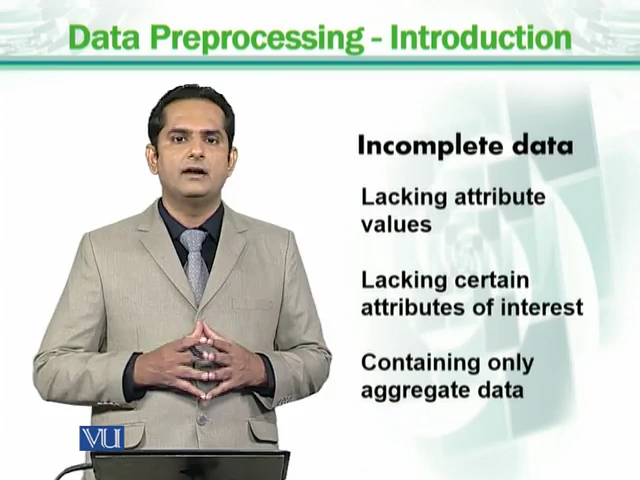 Data Preprocessing - Introduction
Incomplete data
Lacking attribute
values
Lacking certain
attributes of interest
Containing only
aggregate data
VU